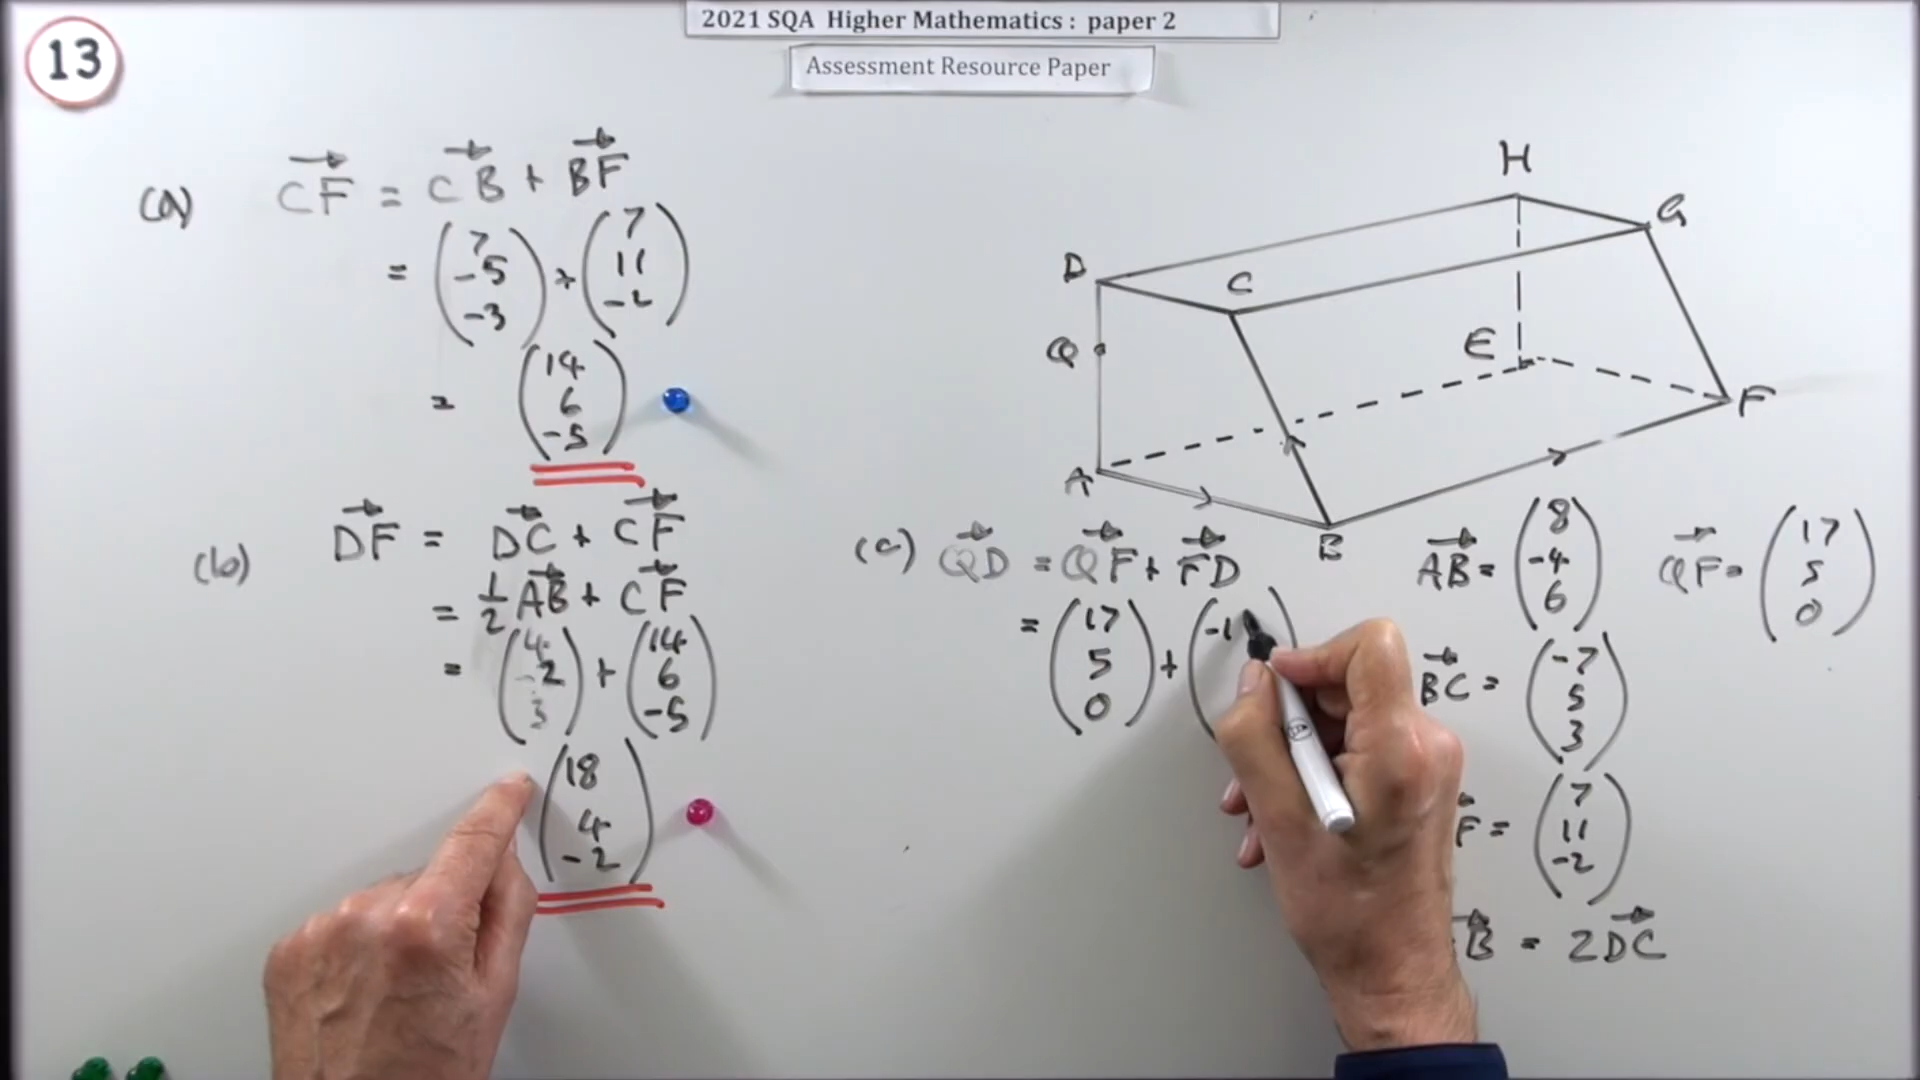 13
2021 SQA Higher Mathematics : paper 2
Assessment Resource Paper
(a) CF = CB + BF
= (7 -5 -3) + (7 11 -2)
= (14 6 -5)
(b) DF = DC + CF
= 1/2 AB + CF
= (4 -2 3) + (14 6 -5)
(18 4 -2)
H
G
D
C
Q
E
F
A
B
(c) QD = QF + FD
= (17 5 0) + (-1
AB = (8 -4 6)
QF = (17 5 0)
BC = (-7 5 3)
F = (7 11 -2)
B = 2DC